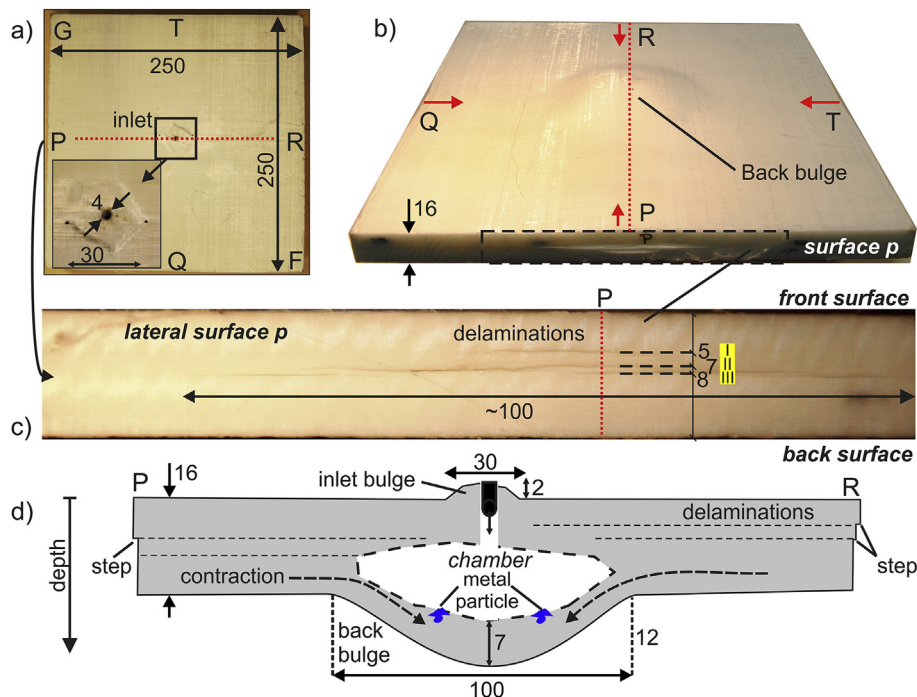 a)
G
T
250
inlet
P
R
250
4
30
Q
F
b)
R
Q
T
Back bulge
16
P
surface p
P
front surface
lateral surface p
delaminations
5
I
7
II
8
III
~100
c)
back surface
d)
P
16
30
inlet bulge
2
R
delaminations
depth
step
chamber
step
contraction
metal
particle
back
bulge
7
12
100